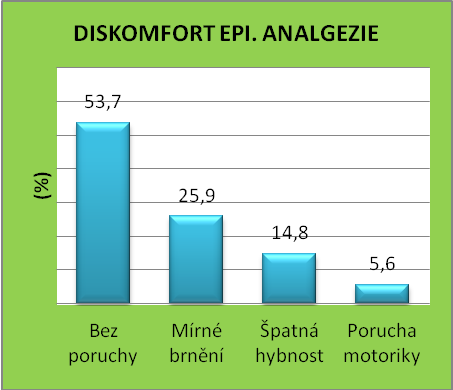 DISKOMFORT EPI. ANALGEZIE
(%)
53,7
25,9
14,8
5,6
Bez
poruchy
Mírné
brnění
Špatná
hybnost
Porucha
motoriky